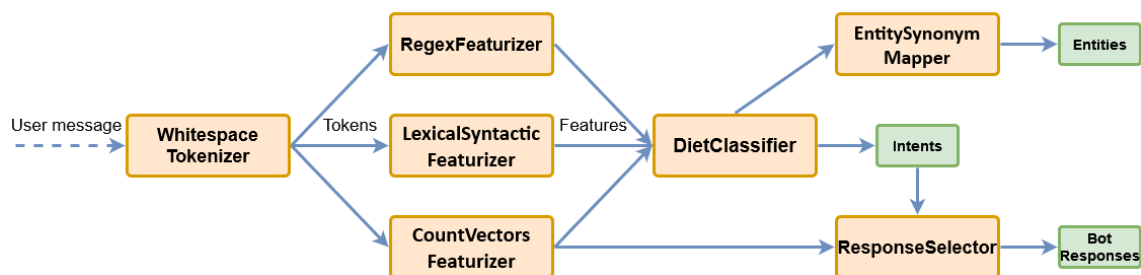 User message
Whitespace
Tokenizer
Tokens
RegexFeaturizer
LexicalSyntactic
Featurizer
CountVectors
Featurizer
Features
DietClassifier
EntitySynonym
Mapper
Entities
Intents
ResponseSelector
Bot
Responses